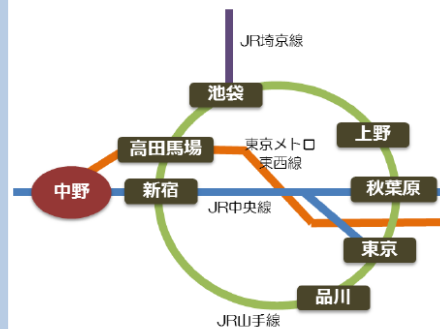 JR埼京線
池袋
上野
高田馬場
東京メトロ
東西線
中野
新宿
秋葉原
JR中央線
東京
品川
JR山手線